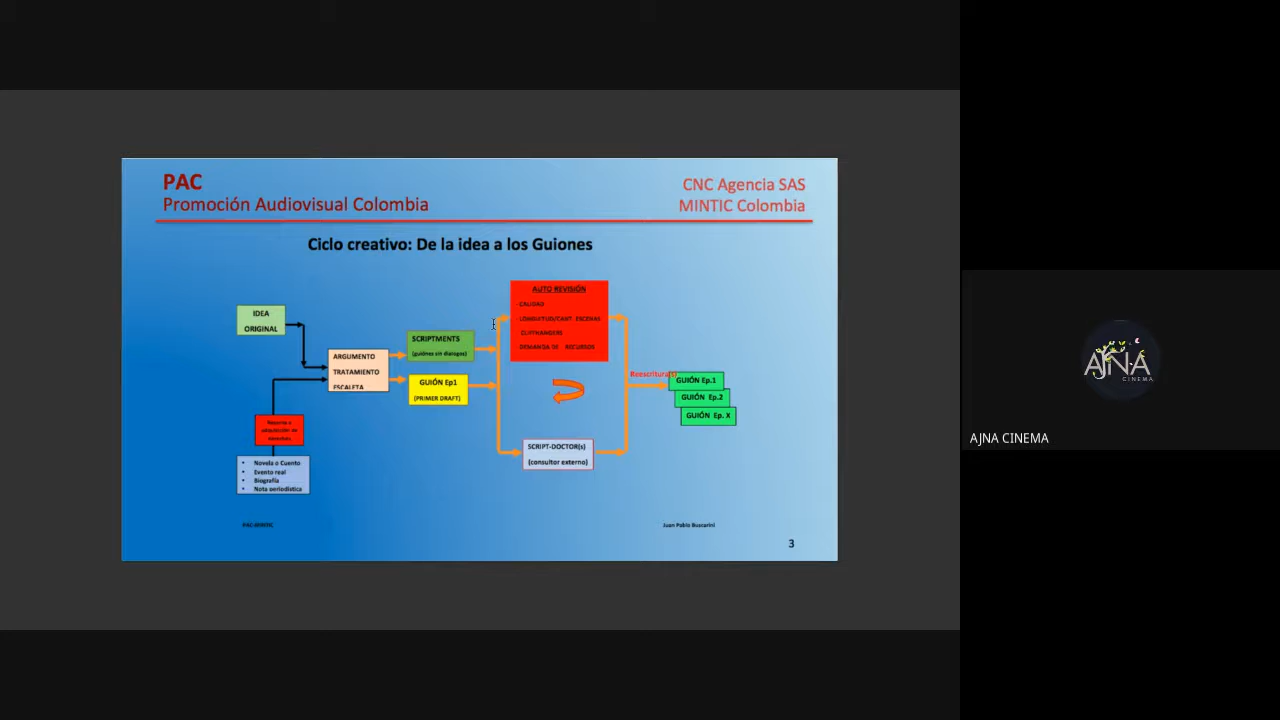 PAC
Promoción Audiovisual Colombia
CNC Agencia SAS
MINTIC Colombia
Ciclo creativo: De la idea a los Guiones
IDEA
ORIGINAL
ARGUMENTO
TRATAMIENTO
ESCALETA
SCRIPTMENTS
(guiónes sin dialogos)
GUIÓN Ep1
(PRIMER DRAFT)
AUTO REVISIÓN
- CALIDAD
- LONGUITUD/CANT. ESCENAS
CLIFFHANGERS
DEMANDA DE RECURSOS
SCRIPT-DOCTOR(s)
(consultor externo)
Reescritura(s)
GUIÓN Ep.1
GUIÓN Ep.2
GUIÓN Ep. X
• Novela o Cuento
• Evento real
• Biografía
• Nota periodística
PAC-MINTIC
Juan Pablo Buscarini
3
AJNA
CINEMA
AJNA CINEMA